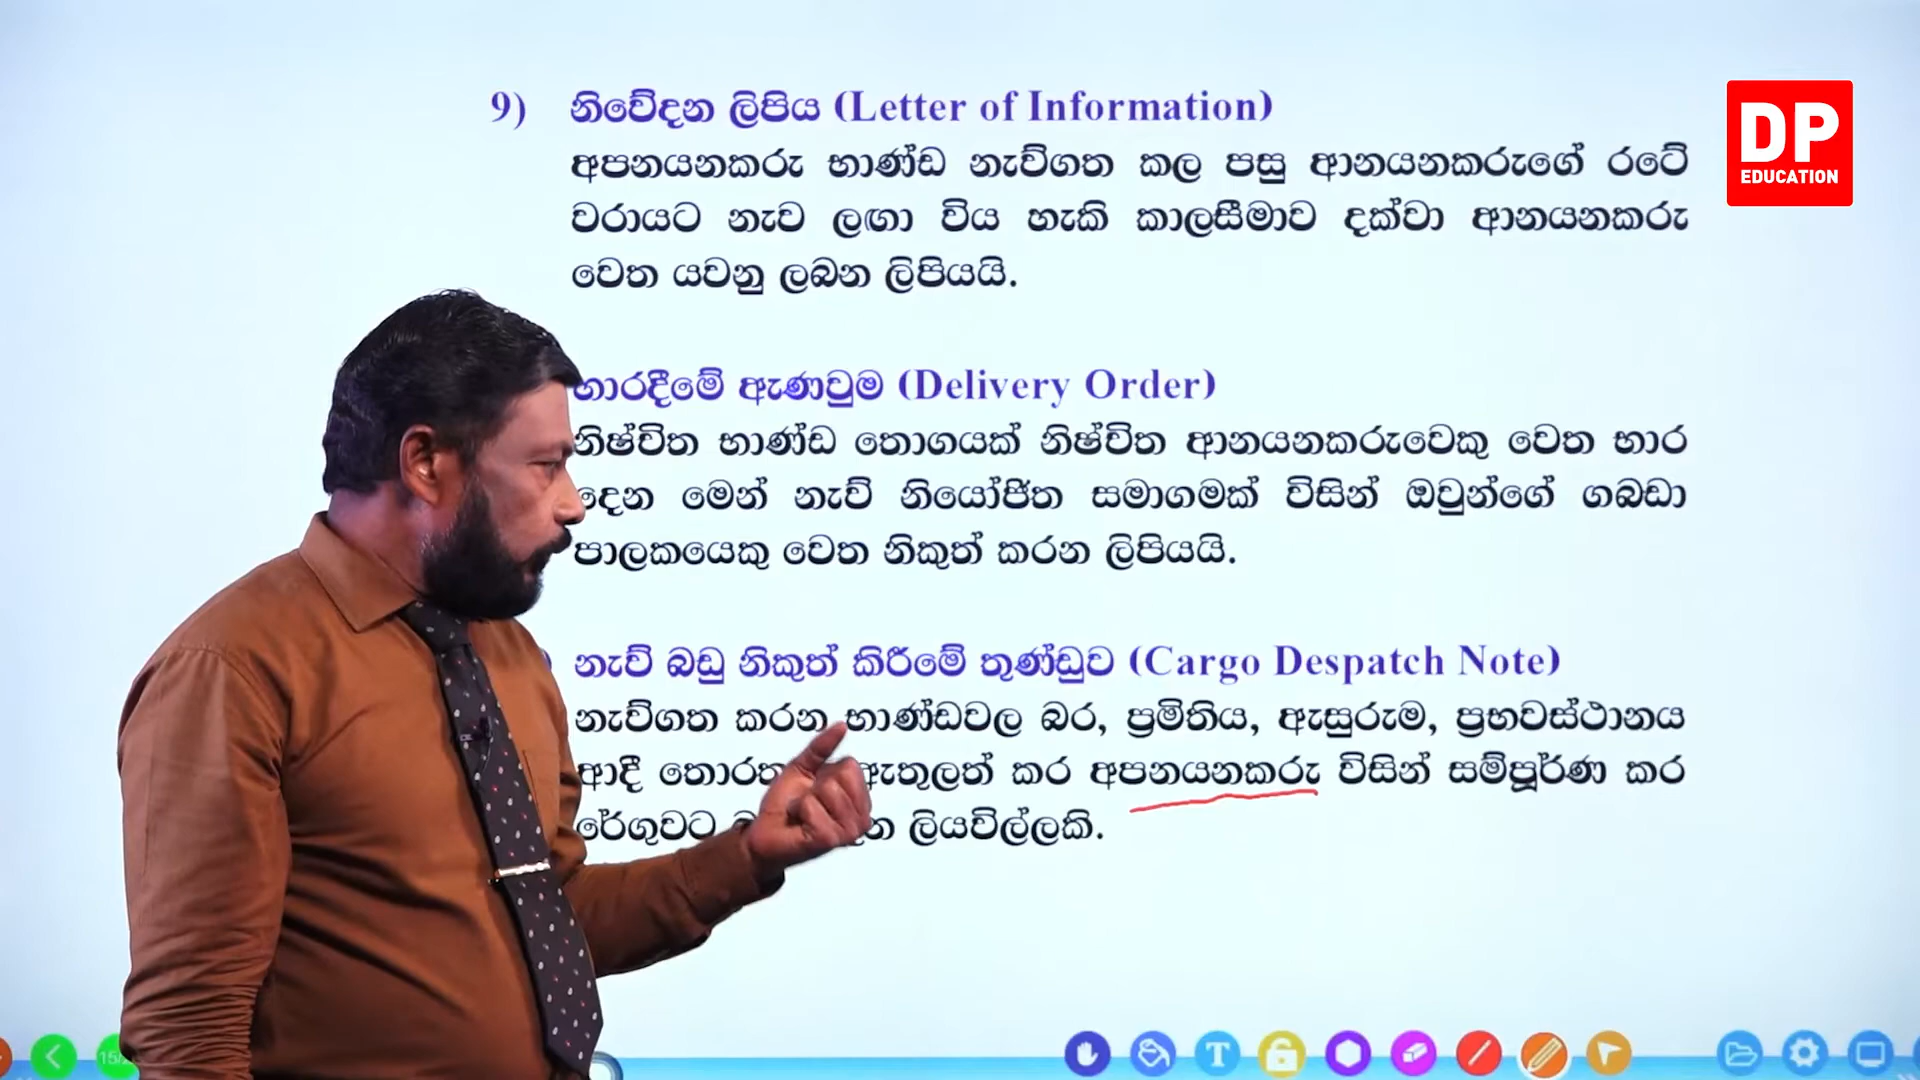 9) නිවේදන ලිපිය (Letter of Information)
අපනයනකරු භාණ්ඩ නැව්ගත කල පසු ආනයනකරුගේ රටේ
වරායට නැව ලඟා විය හැකි කාලසීමාව දක්වා ආනයනකරු
වෙත යවනු ලබන ලිපියයි.
DP
EDUCATION
භාරදීමේ ඇණවුම (Delivery Order)
නිෂ්චිත භාණ්ඩ තොගයක් නිෂ්චිත ආනයනකරුවෙකු වෙත භාර
දෙන මෙන් නැව් නියෝජිත සමාගමක් විසින් ඔවුන්ගේ ගබඩා
පාලකයෙකු වෙත නිකුත් කරන ලිපියයි.
නැව් බඩු නිකුත් කිරීමේ තුණ්ඩුව (Cargo Despatch Note)
නැව්ගත කරන භාණ්ඩවල බර, ප්‍රමිතිය, ඇසුරුම, ප්‍රභවස්ථානය
ආදී ඇතුලත් කර අපනයනකරු විසින් සම්පූර්ණ කර
රේගුවට ලියවිල්ලකි.